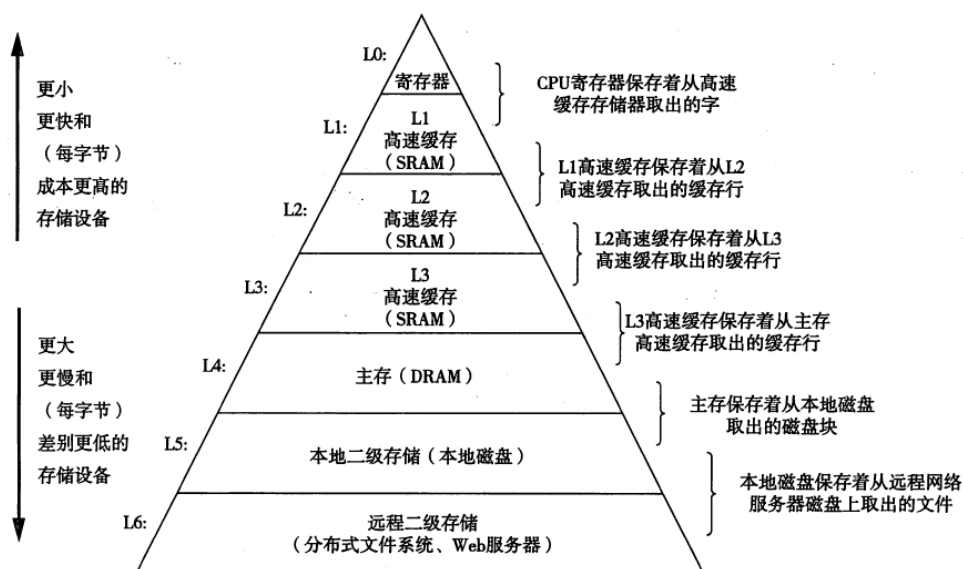 更小
更快和
(每字节)
成本更高的
存储设备
更大
更慢和
(每字节)
差别更低的
存储设备
L0:
寄存器
L1:
L1
高速缓存
(SRAM)
L2:
L2
高速缓存
(SRAM)
L3:
L3
高速缓存
(SRAM)
L4:
主存(DRAM)
L5:
本地二级存储(本地磁盘)
L6:
远程二级存储
(分布式文件系统、Web服务器)
CPU寄存器保存着从高速
缓存存储器取出的字
L1高速缓存保存着从L2
高速缓存取出的缓存行
L2高速缓存保存着从L3
高速缓存取出的缓存行
L3高速缓存保存着从主存
高速缓存取出的缓存行
主存保存着从本地磁盘
取出的磁盘块
本地磁盘保存着从远程网络
服务器磁盘上取出的文件